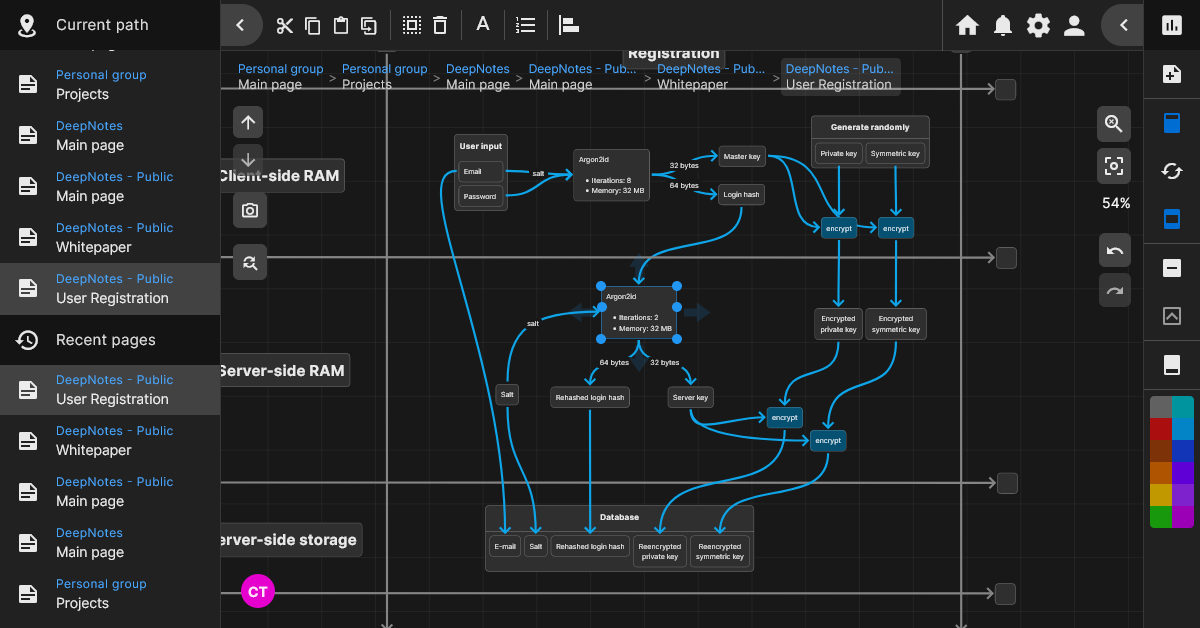 Current path
Personal group
Projects
DeepNotes
Main page
DeepNotes - Public
Main page
DeepNotes - Public
Whitepaper
DeepNotes - Public
User Registration
Recent pages
DeepNotes - Public
User Registration
DeepNotes - Public
Whitepaper
DeepNotes - Public
Main page
DeepNotes
Main page
Personal group
Projects
A
Registration
Personal group
Main page
>
Personal group
Projects
>
DeepNotes
Main page
>
DeepNotes - Pub...
Main page
>
DeepNotes - Pub...
Whitepaper
>
DeepNotes - Pub...
User Registration
54%
Client-side RAM
User input
Email
Password
salt
Argon2id
• Iterations: 8
• Memory: 32 MB
32 bytes
64 bytes
Master key
Login hash
Generate randomly
Private key
Symmetric key
encrypt
encrypt
Argon2id
• Iterations: 2
• Memory: 32 MB
salt
64 bytes
32 bytes
Encrypted
private key
Encrypted
symmetric key
Server-side RAM
Salt
Rehashed login hash
Server key
encrypt
encrypt
Server-side storage
Database
E-mail
Salt
Rehashed login hash
Reencrypted
private key
Reencrypted
symmetric key
CT